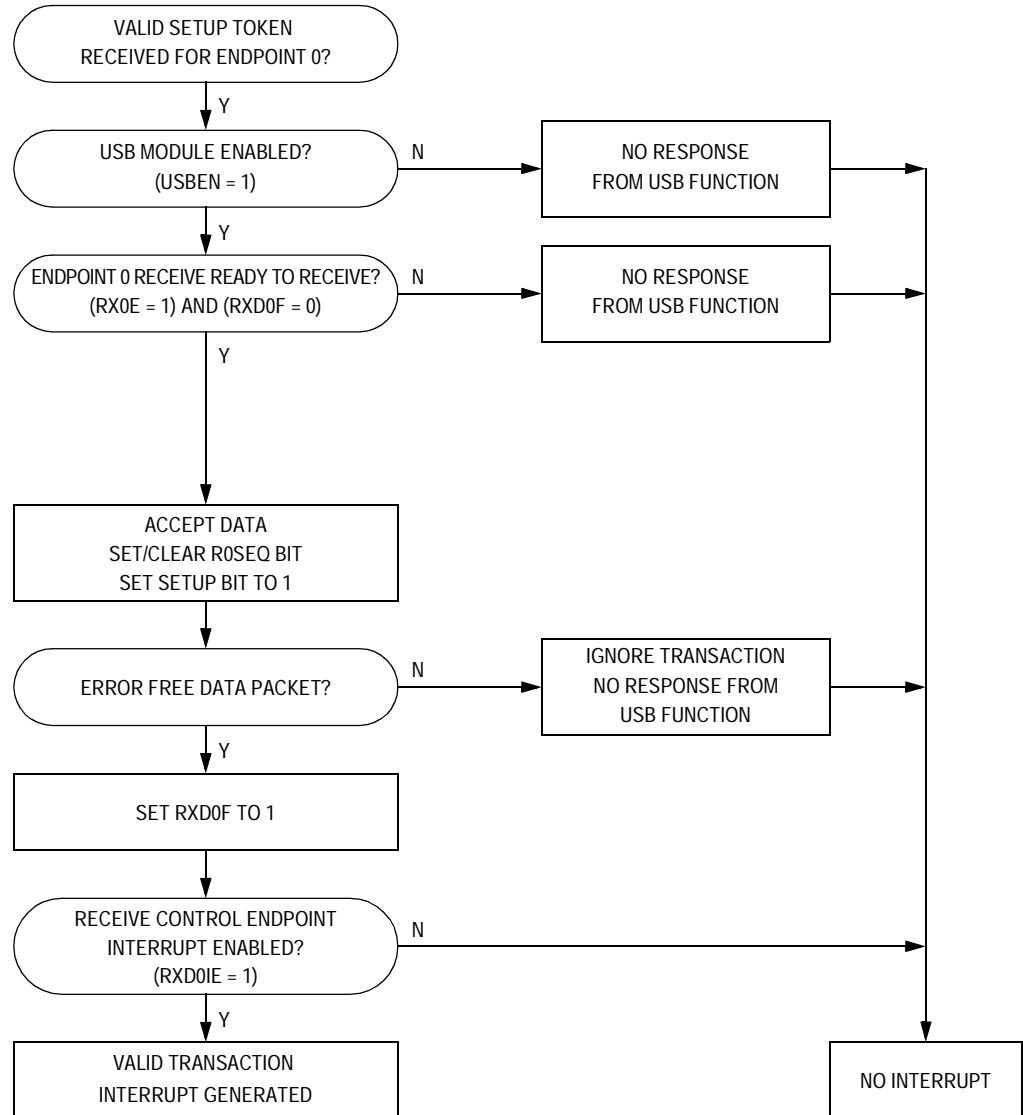 VALID SETUP TOKEN
RECEIVED FOR ENDPOINT 0?
Y
USB MODULE ENABLED?
(USBEN = 1)
N
NO RESPONSE
FROM USB FUNCTION
Y
ENDPOINT 0 RECEIVE READY TO RECEIVE?
(RX0E = 1) AND (RXD0F = 0)
N
NO RESPONSE
FROM USB FUNCTION
Y
ACCEPT DATA
SET/CLEAR R0SEQ BIT
SET SETUP BIT TO 1
ERROR FREE DATA PACKET?
N
IGNORE TRANSACTION
NO RESPONSE FROM
USB FUNCTION
Y
SET RXD0F TO 1
RECEIVE CONTROL ENDPOINT
INTERRUPT ENABLED?
(RXD0IE = 1)
N
Y
VALID TRANSACTION
INTERRUPT GENERATED
NO INTERRUPT